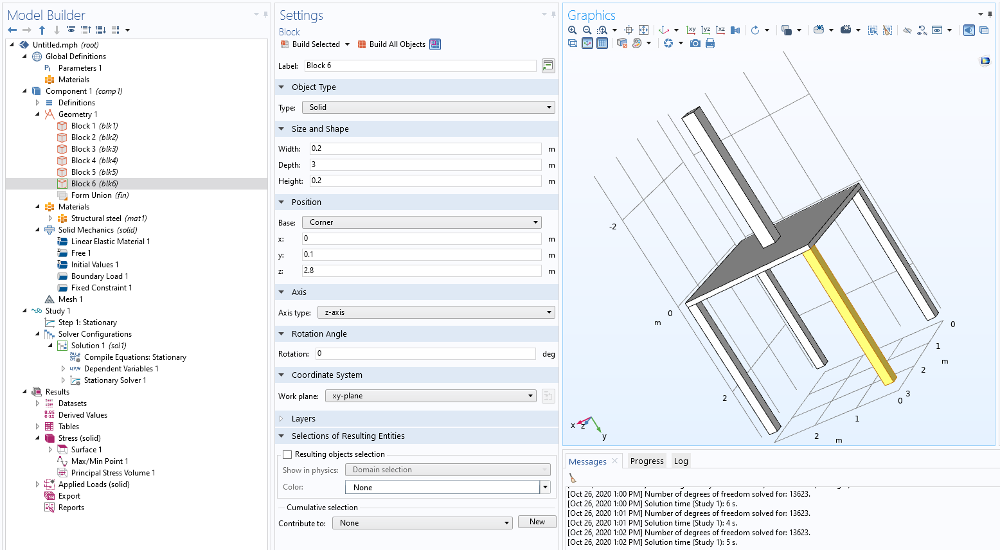 Model Builder
Untitled.mph (root)
Global Definitions
Pi Parameters 1
Materials
Component 1 (comp1)
Definitions
Geometry 1
Block 1 (blk1)
Block 2 (blk2)
Block 3 (blk3)
Block 4 (blk4)
Block 5 (blk5)
Block 6 (blk6)
Form Union (fin)
Materials
Structural steel (mat1)
Solid Mechanics (solid)
Linear Elastic Material 1
Free 1
Initial Values 1
Boundary Load 1
Fixed Constraint 1
Mesh 1
Study 1
Step 1: Stationary
Solver Configurations
Solution 1 (sol1)
Compile Equations: Stationary
u,v,w Dependent Variables 1
Stationary Solver 1
Results
Datasets
8.85 e-12 Derived Values
Tables
Stress (solid)
Surface 1
Max/Min Point 1
Principal Stress Volume 1
Applied Loads (solid)
Export
Reports
Settings
Block
Build Selected Build All Objects
Label: Block 6
Object Type
Type: Solid
Size and Shape
Width: 0.2 m
Depth: 3 m
Height: 0.2 m
Position
Base: Corner
x: 0 m
y: 0.1 m
z: 2.8 m
Axis
Axis type: z-axis
Rotation Angle
Rotation: 0 deg
Coordinate System
Work plane: xy-plane
Layers
Selections of Resulting Entities
Resulting objects selection
Show in physics: Domain selection
Color: None
Cumulative selection
Contribute to: None New
Graphics
xy yz xz
-2
0
m
2
0
1
m
2
3
0
1
2
m
x z
y
Messages Progress Log
[Oct 26, 2020 1:00 PM] Number of degrees of freedom solved for: 13623.
[Oct 26, 2020 1:00 PM] Solution time (Study 1): 6 s.
[Oct 26, 2020 1:01 PM] Number of degrees of freedom solved for: 13623.
[Oct 26, 2020 1:01 PM] Solution time (Study 1): 4 s.
[Oct 26, 2020 1:02 PM] Number of degrees of freedom solved for: 13623.
[Oct 26, 2020 1:02 PM] Solution time (Study 1): 5 s.